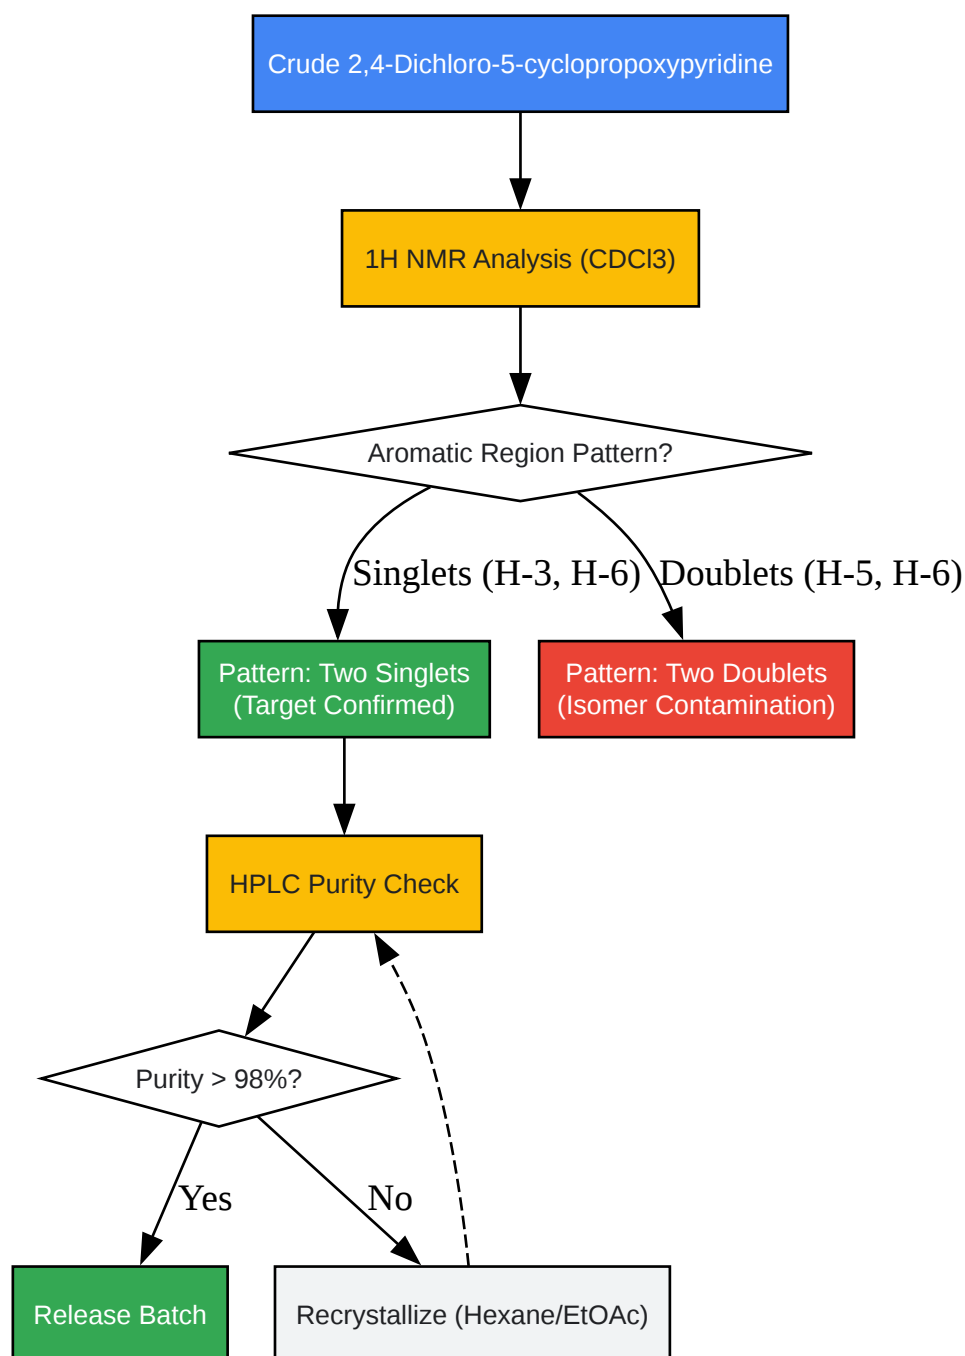 Crude 2,4-Dichloro-5-cyclopropoxypyridine
1H NMR Analysis (CDCl3)
Aromatic Region Pattern?
Singlets (H-3, H-6)
Doublets (H-5, H-6)
Pattern: Two Singlets
(Target Confirmed)
Pattern: Two Doublets
(Isomer Contamination)
HPLC Purity Check
Purity > 98%?
Yes
No
Release Batch
Recrystallize (Hexane/EtOAc)